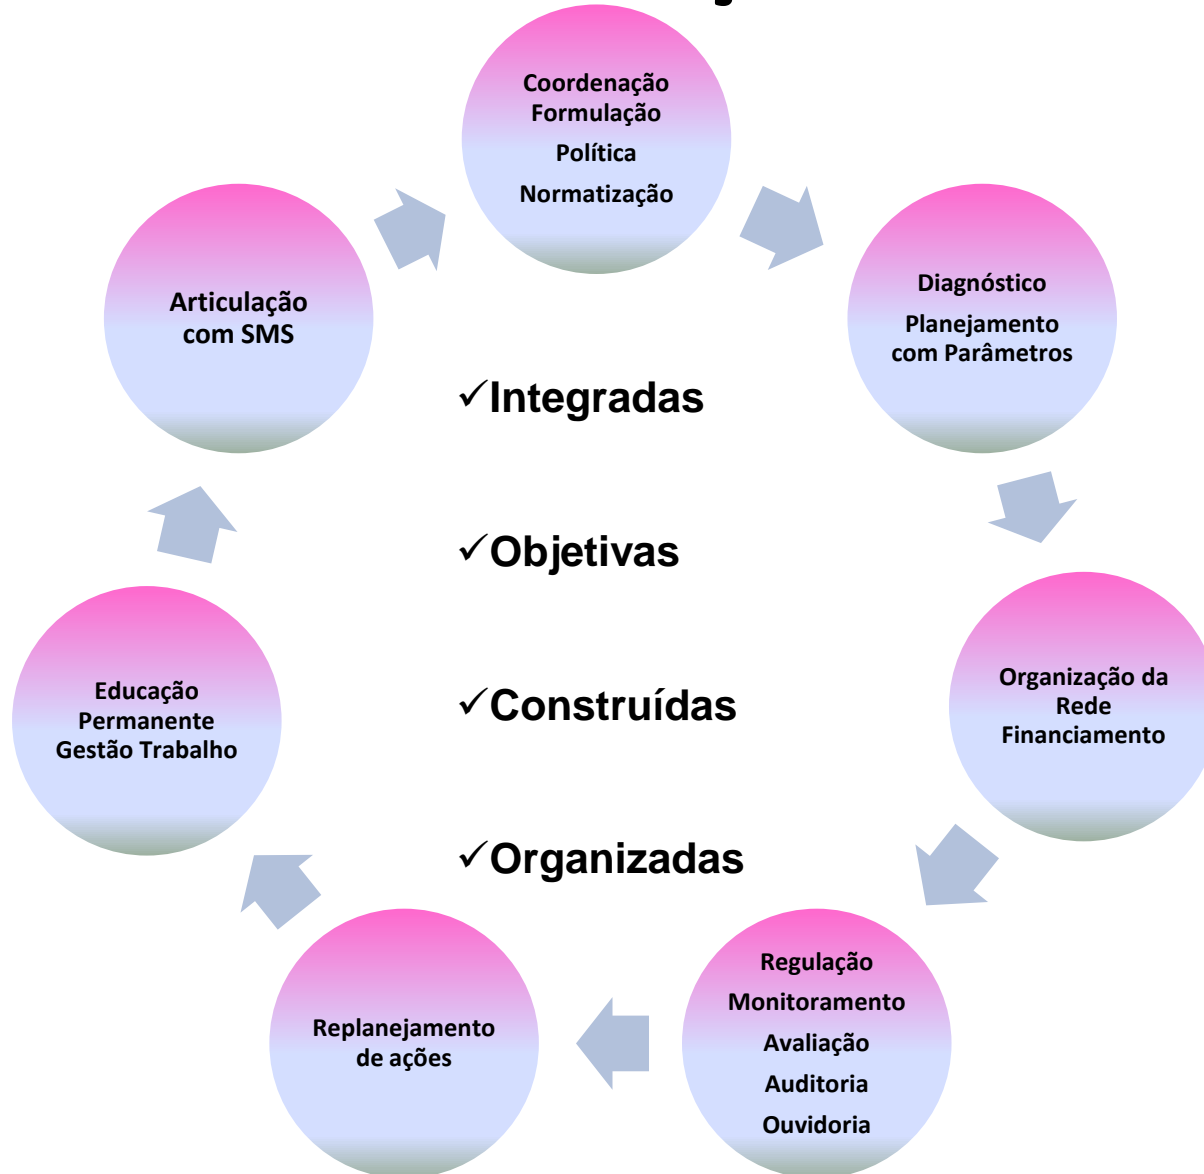 Coordenação
Formulação
Política
Normatização
Diagnóstico
Planejamento
com Parâmetros
Organização da
Rede
Financiamento
Regulação
Monitoramento
Avaliação
Auditoria
Ouvidoria
Replanejamento
de ações
Educação
Permanente
Gestão Trabalho
Articulação
com SMS
✓Integradas
✓Objetivas
✓Construídas
✓Organizadas